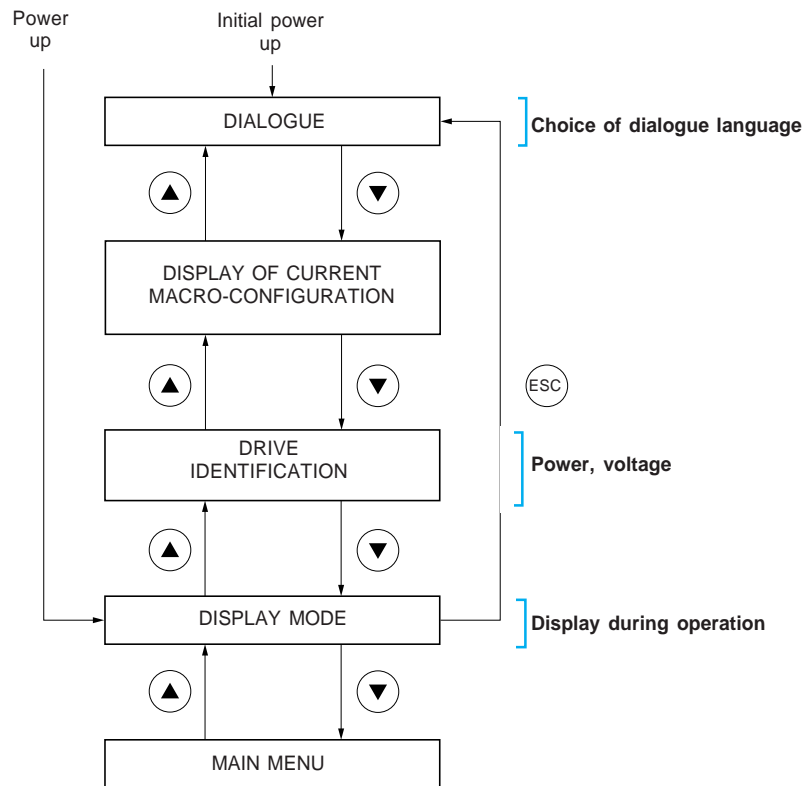 Power
up
Initial power
up
DIALOGUE
Choice of dialogue language
DISPLAY OF CURRENT
MACRO-CONFIGURATION
ESC
DRIVE
IDENTIFICATION
Power, voltage
DISPLAY MODE
Display during operation
MAIN MENU